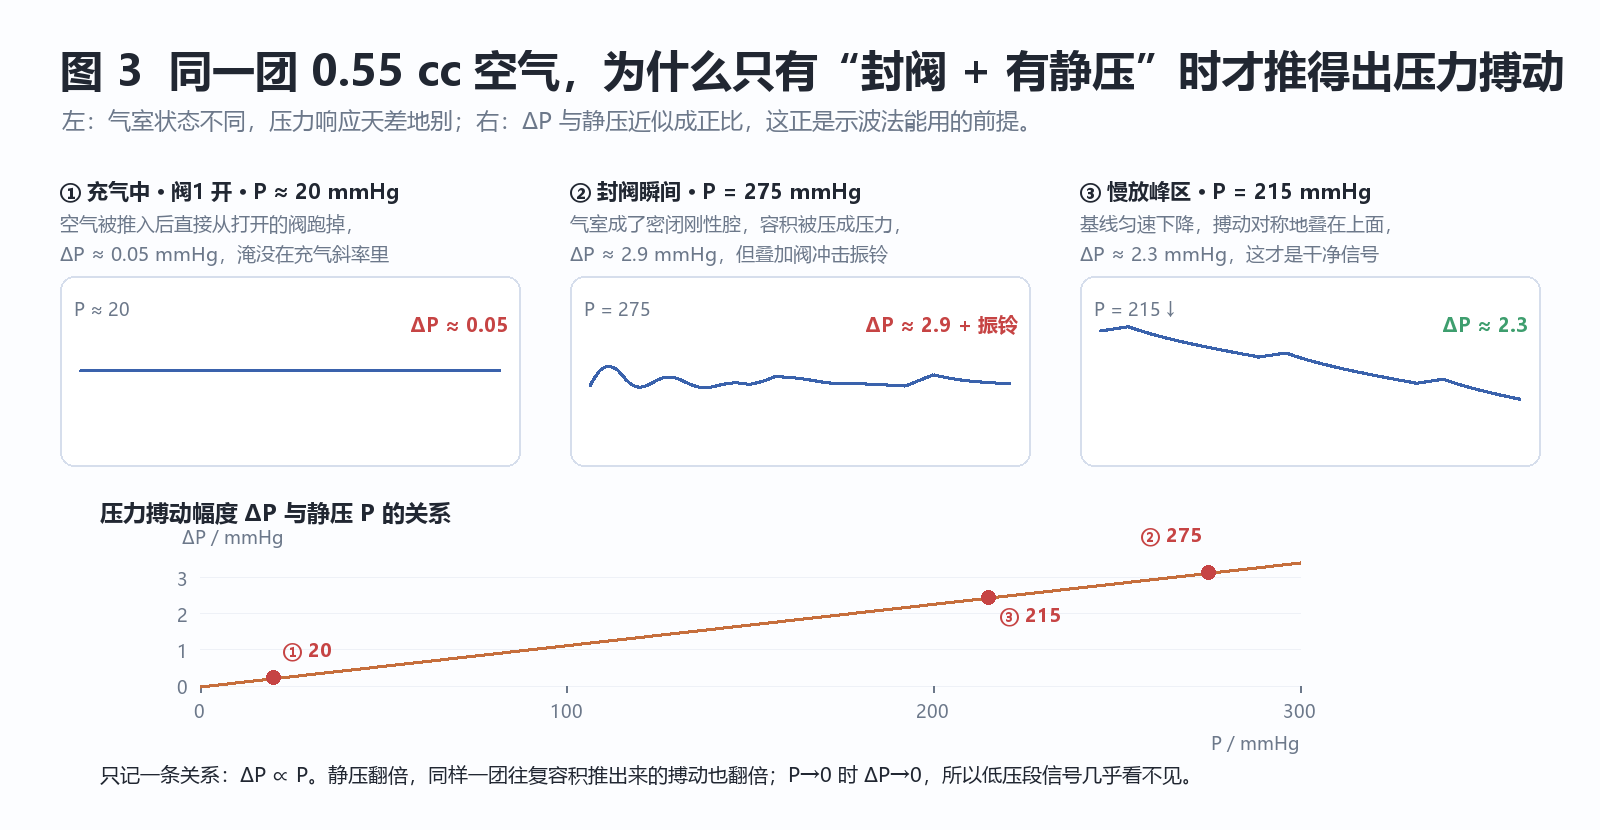 图 3 同一团 0.55 cc 空气，为什么只有“封阀 + 有静压”时才推得出压力搏动
左：气室状态不同，压力响应天差地别；右：ΔP 与静压近似成正比，这正是示波法能用的前提。
① 充气中 · 阀1 开 · P ≈ 20 mmHg
空气被推入后直接从打开的阀跑掉，
ΔP ≈ 0.05 mmHg，淹没在充气斜率里
P ≈ 20
ΔP ≈ 0.05
② 封阀瞬间 · P = 275 mmHg
气室成了密闭刚性腔，容积被压成压力，
ΔP ≈ 2.9 mmHg，但叠加阀冲击振铃
P = 275
ΔP ≈ 2.9 + 振铃
③ 慢放峰区 · P = 215 mmHg
基线匀速下降，搏动对称地叠在上面，
ΔP ≈ 2.3 mmHg，这才是干净信号
P = 215 ↓
ΔP ≈ 2.3
压力搏动幅度 ΔP 与静压 P 的关系
ΔP / mmHg
3
2
1
0
① 20
③ 215
② 275
0
100
200
300
P / mmHg
只记一条关系：ΔP ∝ P。静压翻倍，同样一团往复容积推出来的搏动也翻倍；P→0 时 ΔP→0，所以低压段信号几乎看不见。